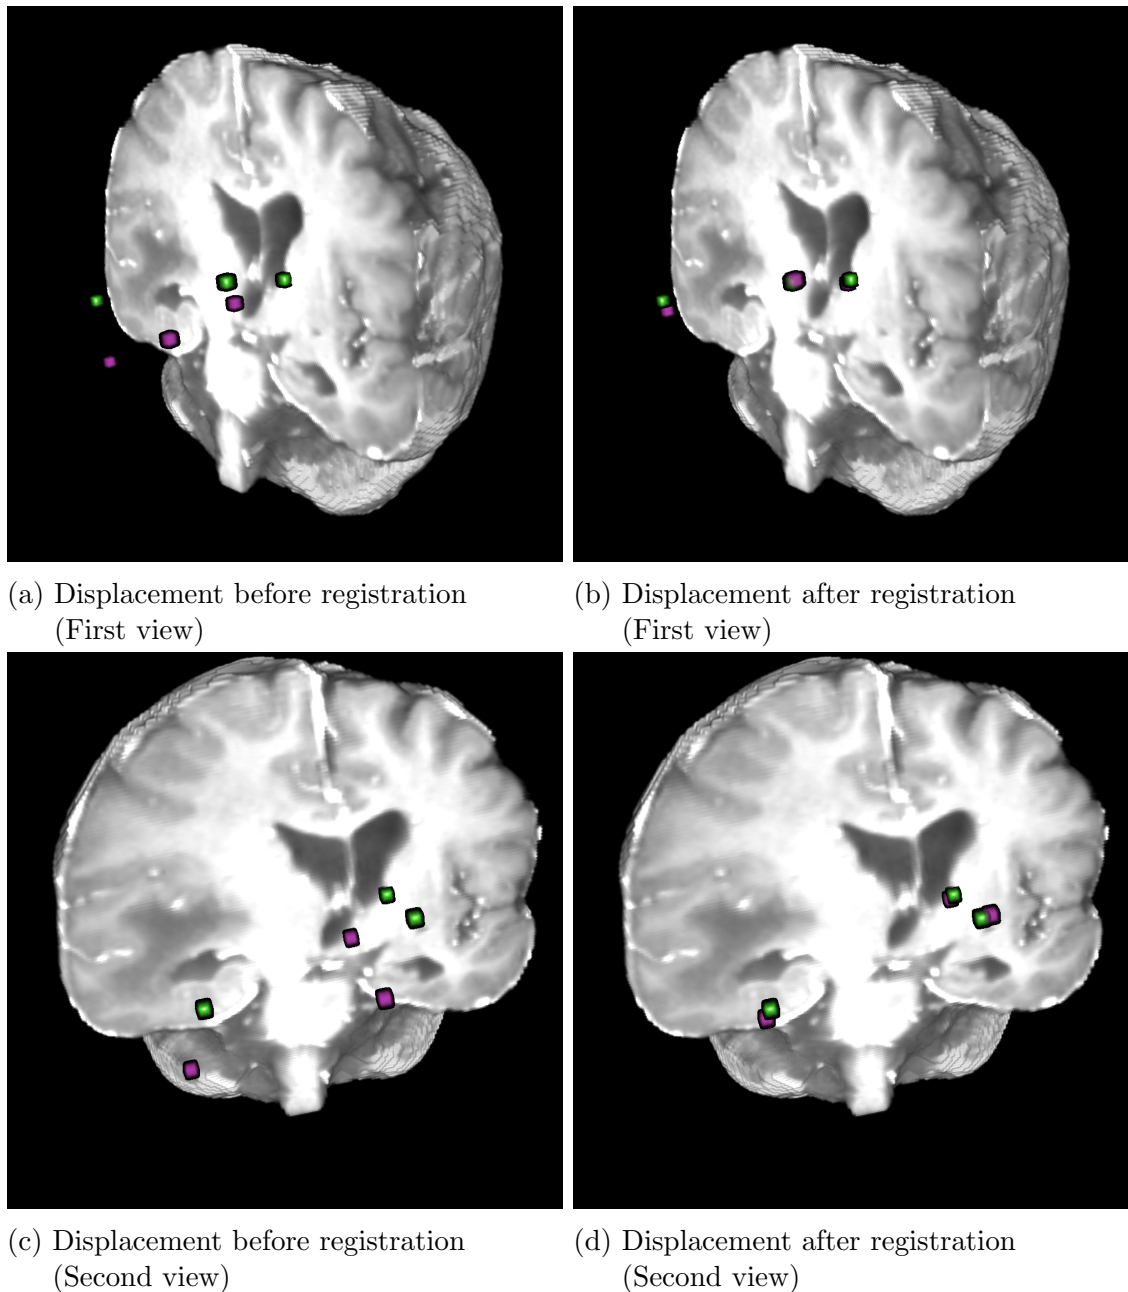 (a) Displacement before registration
(First view)
(b) Displacement after registration
(First view)
(c) Displacement before registration
(Second view)
(d) Displacement after registration
(Second view)